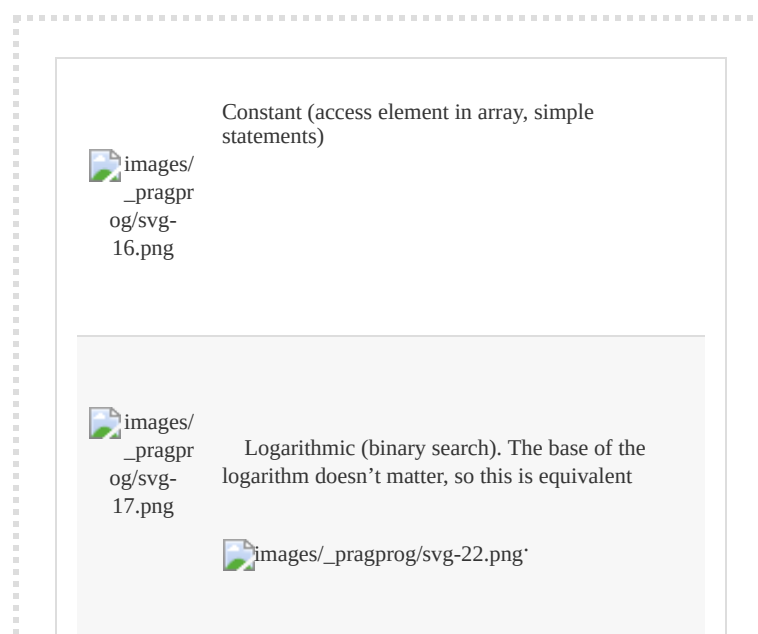 Constant (access element in array, simple
statements)
images/
_pragpr
og/svg-
16.png
images/
_pragpr
og/svg-
17.png
Logarithmic (binary search). The base of the
logarithm doesn’t matter, so this is equivalent
images/_pragprog/svg-22.png.